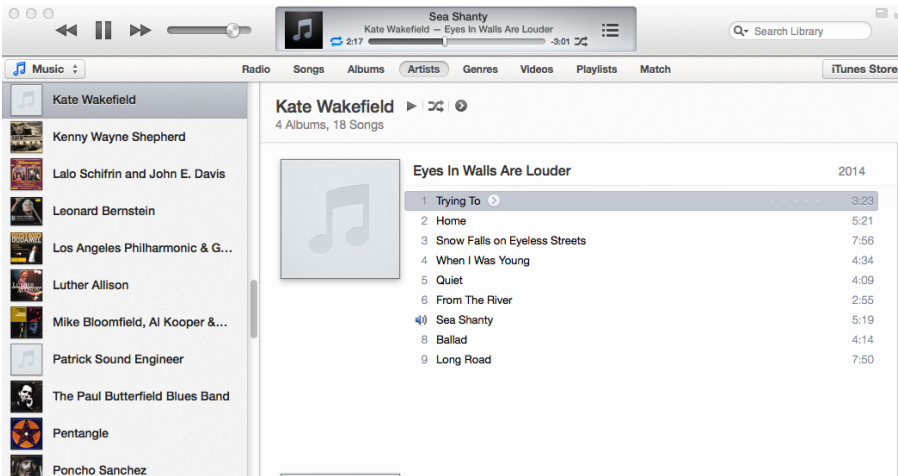 Sea Shanty
Kate Wakefield — Eyes In Walls Are Louder
2:17 -3:01
Search Library
Music Radio Songs Albums Artists Genres Videos Playlists Match iTunes Store
Kate Wakefield
Kenny Wayne Shepherd
Lalo Schifrin and John E. Davis
Leonard Bernstein
Los Angeles Philharmonic & G...
Luther Allison
Mike Bloomfield, Al Kooper &...
Patrick Sound Engineer
The Paul Butterfield Blues Band
Pentangle
Poncho Sanchez
Kate Wakefield
4 Albums, 18 Songs
Eyes In Walls Are Louder 2014
1 Trying To 3:23
2 Home 5:21
3 Snow Falls on Eyeless Streets 7:56
4 When I Was Young 4:34
5 Quiet 4:09
6 From The River 2:55
Sea Shanty 5:19
8 Ballad 4:14
9 Long Road 7:50